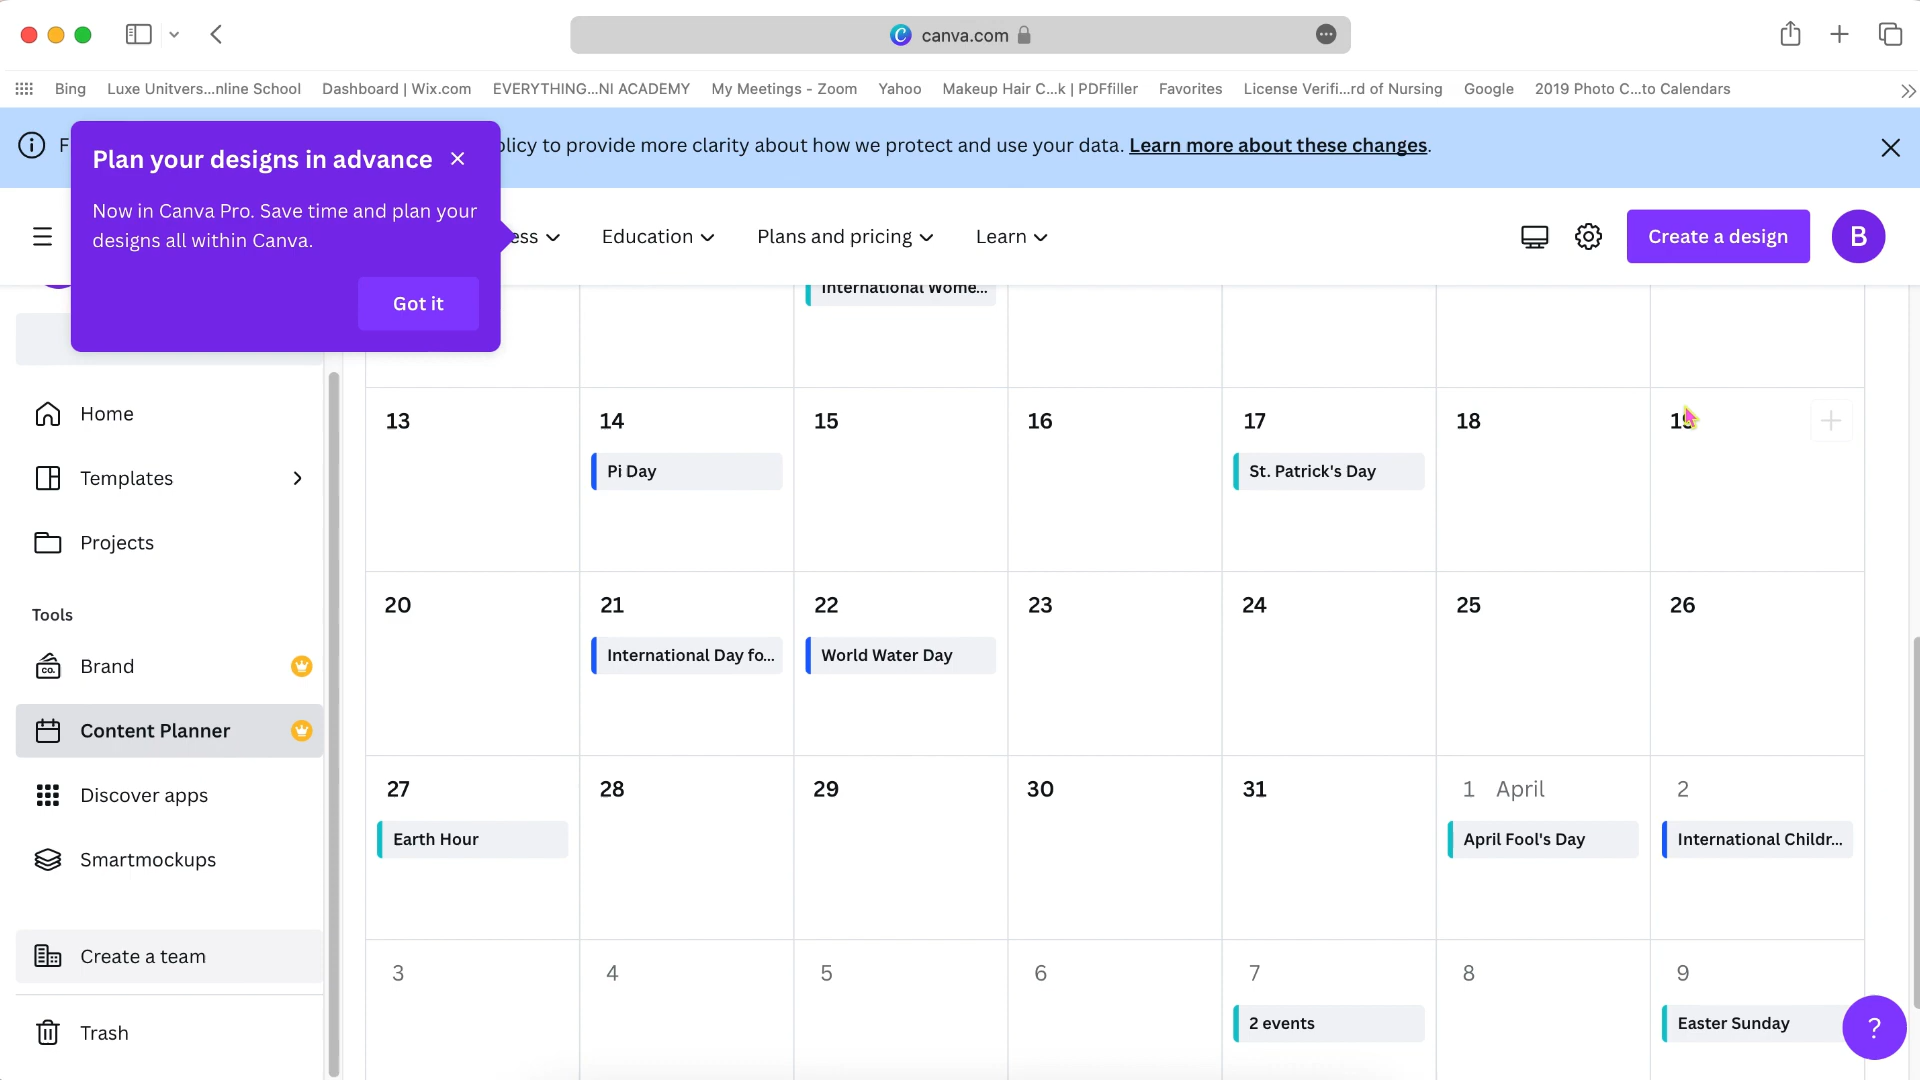 canva.com
Bing Luxe Unitvers...nline School Dashboard | Wix.com EVERYTHING...NI ACADEMY My Meetings - Zoom Yahoo Makeup Hair C...k | PDFfiller Favorites License Verifi...rd of Nursing Google 2019 Photo C...to Calendars
F
Plan your designs in advance
olicy to provide more clarity about how we protect and use your data. Learn more about these changes.
Now in Canva Pro. Save time and plan your
designs all within Canva.
Got it
ess Education Plans and pricing Learn Create a design B
International Wome...
Home
Templates
Projects
Tools
Brand
CO.
Content Planner
Discover apps
Smartmockups
Create a team
Trash
13 14 15 16 17 18 19
Pi Day St. Patrick's Day
20 21 22 23 24 25 26
International Day fo... World Water Day
27 28 29 30 31 1 April 2
Earth Hour April Fool's Day International Childr...
3 4 5 6 7 8 9
2 events Easter Sunday
?